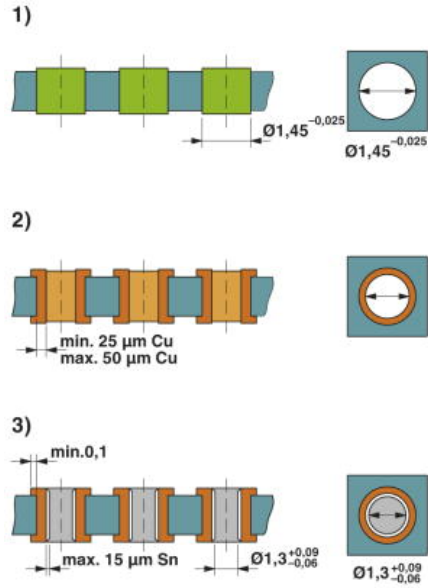 1)
Ø1,45 -0,025
Ø1,45 -0,025
2)
min. 25 µm Cu
max. 50 µm Cu
3)
min.0,1
max. 15 µm Sn
Ø1,3 +0,09 -0,06
Ø1,3 +0,09 -0,06